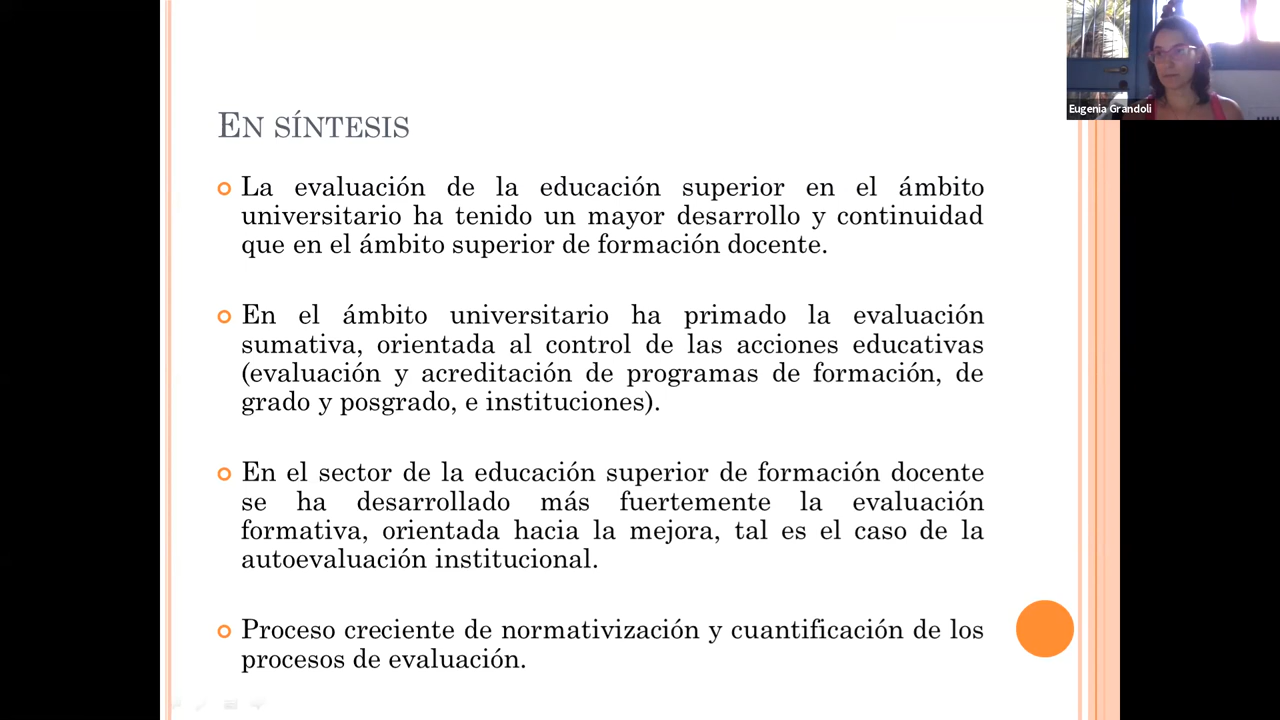 EN SÍNTESIS
La evaluación de la educación superior en el ámbito
universitario ha tenido un mayor desarrollo y continuidad
que en el ámbito superior de formación docente.
En el ámbito universitario ha primado la evaluación
sumativa, orientada al control de las acciones educativas
(evaluación y acreditación de programas de formación, de
grado y posgrado, e instituciones).
En el sector de la educación superior de formación docente
se ha desarrollado más fuertemente la evaluación
formativa, orientada hacia la mejora, tal es el caso de la
autoevaluación institucional.
Proceso creciente de normativización y cuantificación de los
procesos de evaluación.
Eugenia Grandoli